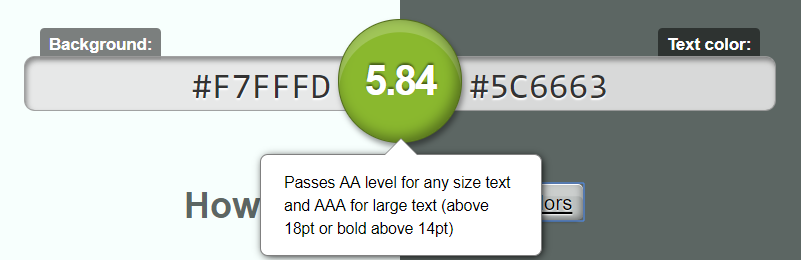 Background:
Text color:
#F7FFFD
5.84
#5C6663
Passes AA level for any size text
and AAA for large text (above
18pt or bold above 14pt)
How